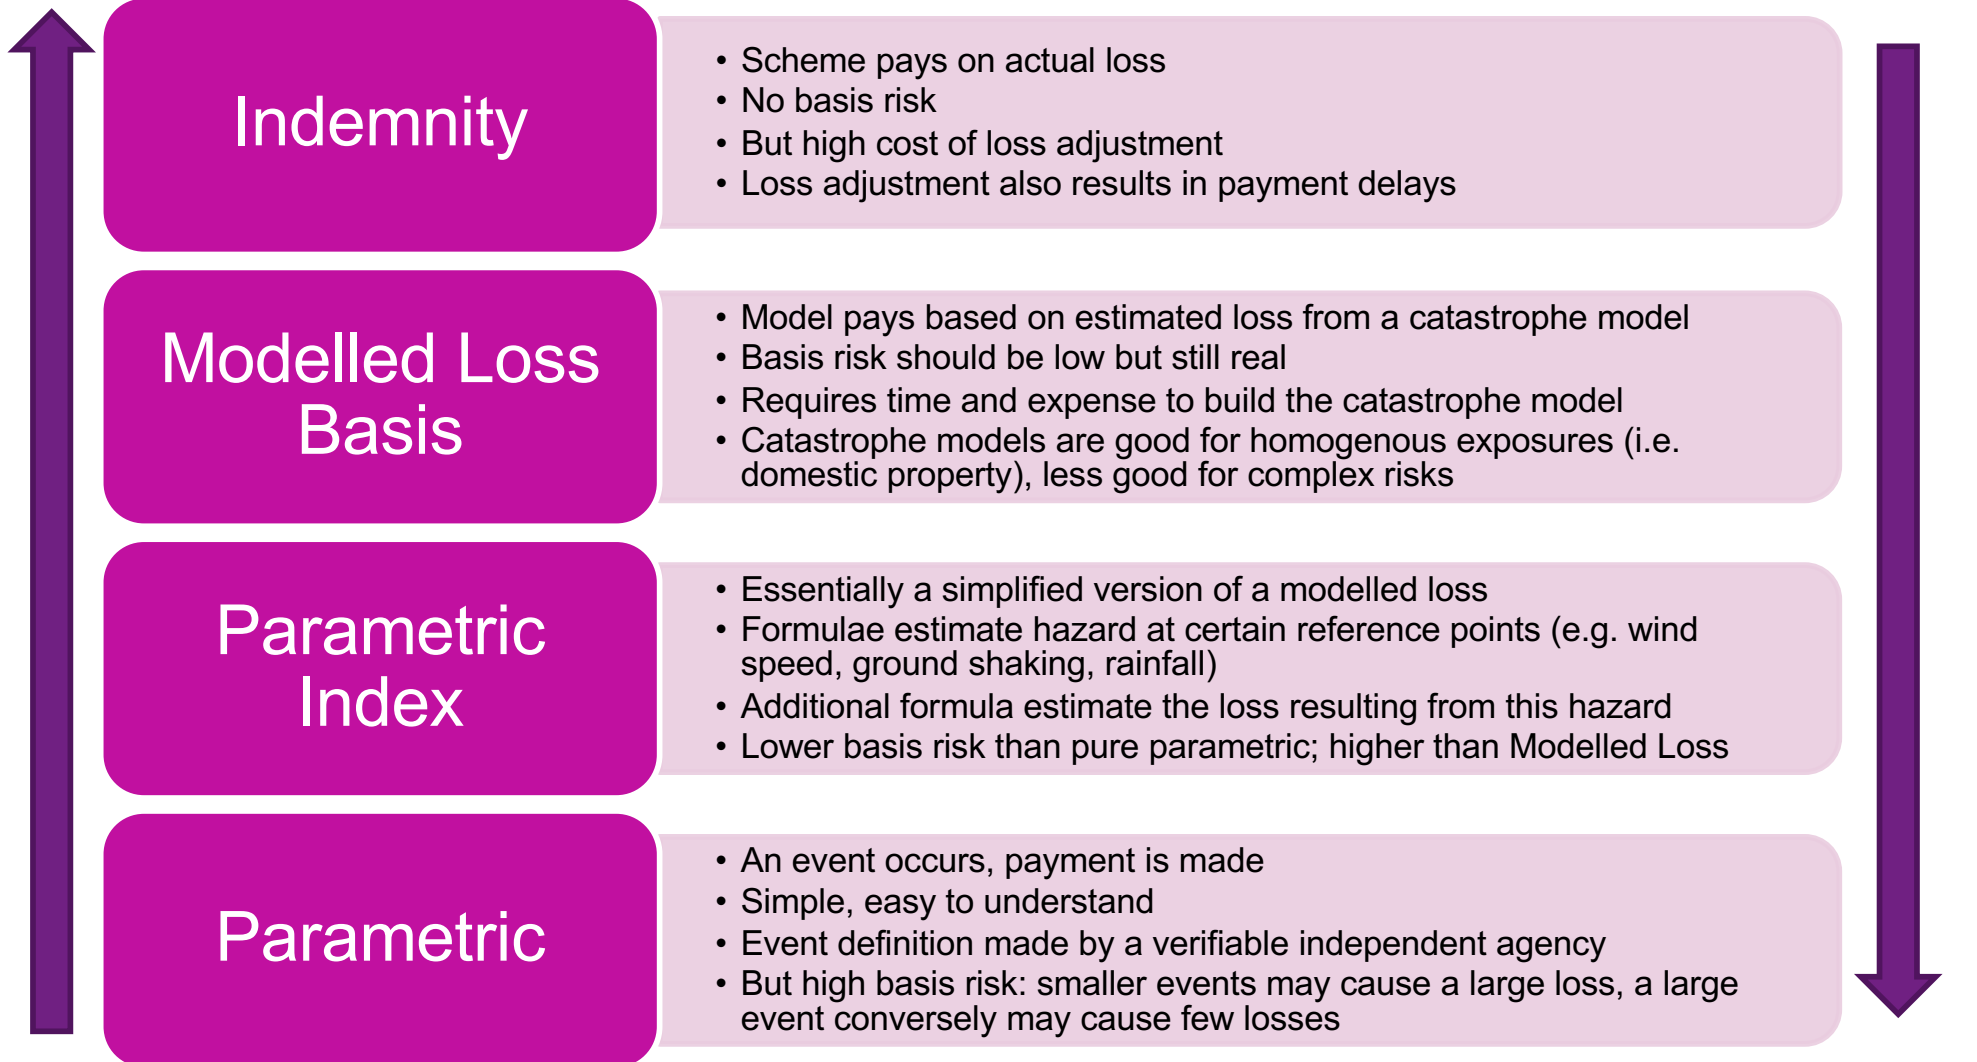 Indemnity
• Scheme pays on actual loss
• No basis risk
• But high cost of loss adjustment
• Loss adjustment also results in payment delays
Modelled Loss
Basis
• Model pays based on estimated loss from a catastrophe model
• Basis risk should be low but still real
• Requires time and expense to build the catastrophe model
• Catastrophe models are good for homogenous exposures (i.e.
domestic property), less good for complex risks
Parametric
Index
• Essentially a simplified version of a modelled loss
• Formulae estimate hazard at certain reference points (e.g. wind
speed, ground shaking, rainfall)
• Additional formula estimate the loss resulting from this hazard
• Lower basis risk than pure parametric; higher than Modelled Loss
Parametric
• An event occurs, payment is made
• Simple, easy to understand
• Event definition made by a verifiable independent agency
• But high basis risk: smaller events may cause a large loss, a large
event conversely may cause few losses